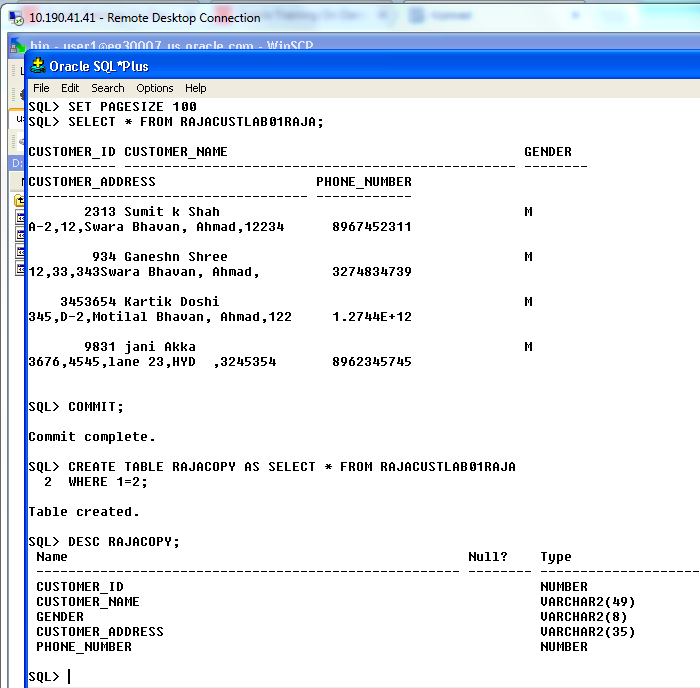 10.190.41.41 - Remote Desktop Connection
bin - user1@eg30007.us.oracle.com - WinSCP
Oracle SQL*Plus
File Edit Search Options Help
SQL> SET PAGESIZE 100
SQL> SELECT * FROM RAJACUSTLAB01RAJA;
CUSTOMER_ID CUSTOMER_NAME GENDER
----------- ------------------------------------------------- --------
CUSTOMER_ADDRESS PHONE_NUMBER
----------------------------------- ------------
2313 Sumit k Shah M
A-2,12,Swara Bhavan, Ahmad,12234 8967452311
934 Ganeshn Shree M
12,33,343Swara Bhavan, Ahmad, 3274834739
3453654 Kartik Doshi M
345,D-2,Motilal Bhavan, Ahmad,122 1.2744E+12
9831 jani Akka M
3676,4545,lane 23,HYD ,3245354 8962345745
SQL> COMMIT;
Commit complete.
SQL> CREATE TABLE RAJACOPY AS SELECT * FROM RAJACUSTLAB01RAJA
2 WHERE 1=2;
Table created.
SQL> DESC RAJACOPY;
Name Null? Type
----------------------------------------------------- -------- --------------------
CUSTOMER_ID NUMBER
CUSTOMER_NAME VARCHAR2(49)
GENDER VARCHAR2(8)
CUSTOMER_ADDRESS VARCHAR2(35)
PHONE_NUMBER NUMBER
SQL>